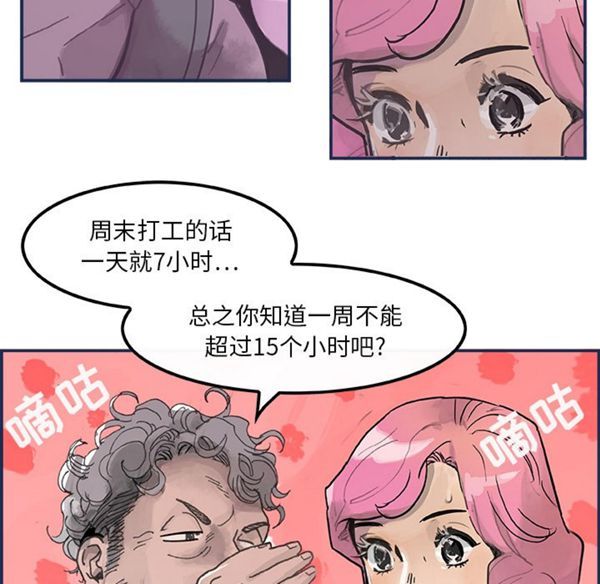 周末打工的话
一天就7小时...
总之你知道一周不能
超过15个小时吧?
嘀咕
嘀咕